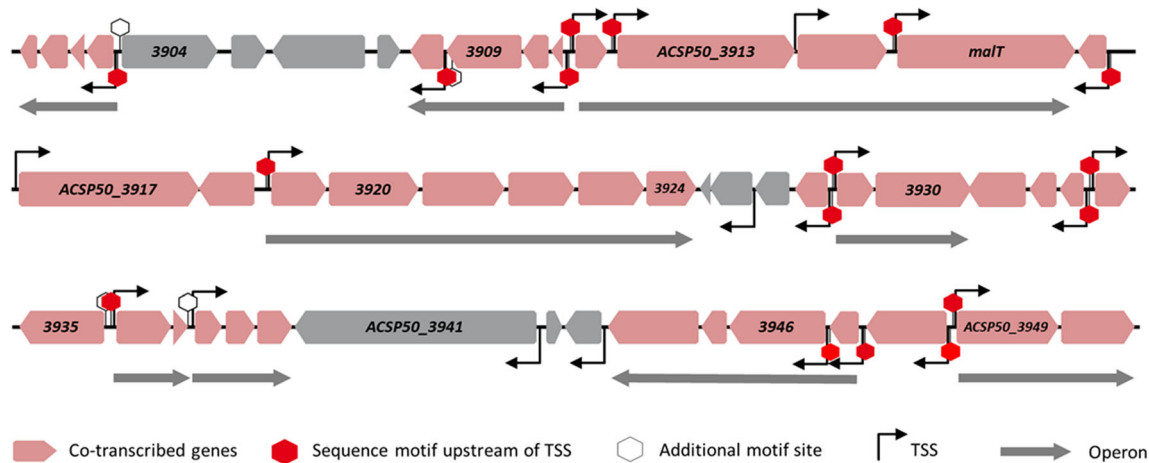 3904 3909 ACSP50_3913 malT
ACSP50_3917 3920 3924 3930
3935 ACSP50_3941 3946 ACSP50_3949
Co-transcribed genes Sequence motif upstream of TSS Additional motif site TSS Operon